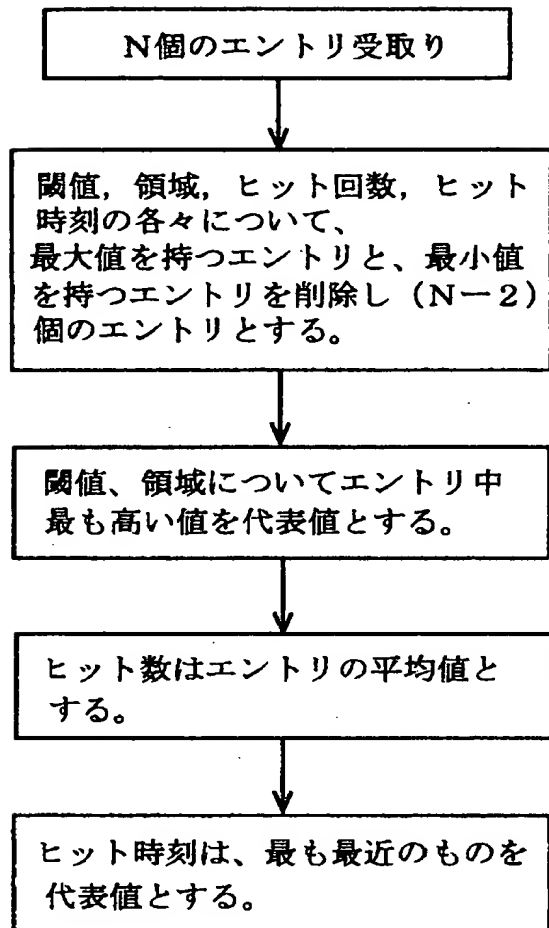 N個のエントリ受取り
閾値，領域，ヒット回数，ヒット
時刻の各々について、
最大値を持つエントリと、最小値
を持つエントリを削除し（N－2）
個のエントリとする。
閾値、領域についてエントリ中
最も高い値を代表値とする。
ヒット数はエントリの平均値と
する。
ヒット時刻は、最も最近のものを
代表値とする。